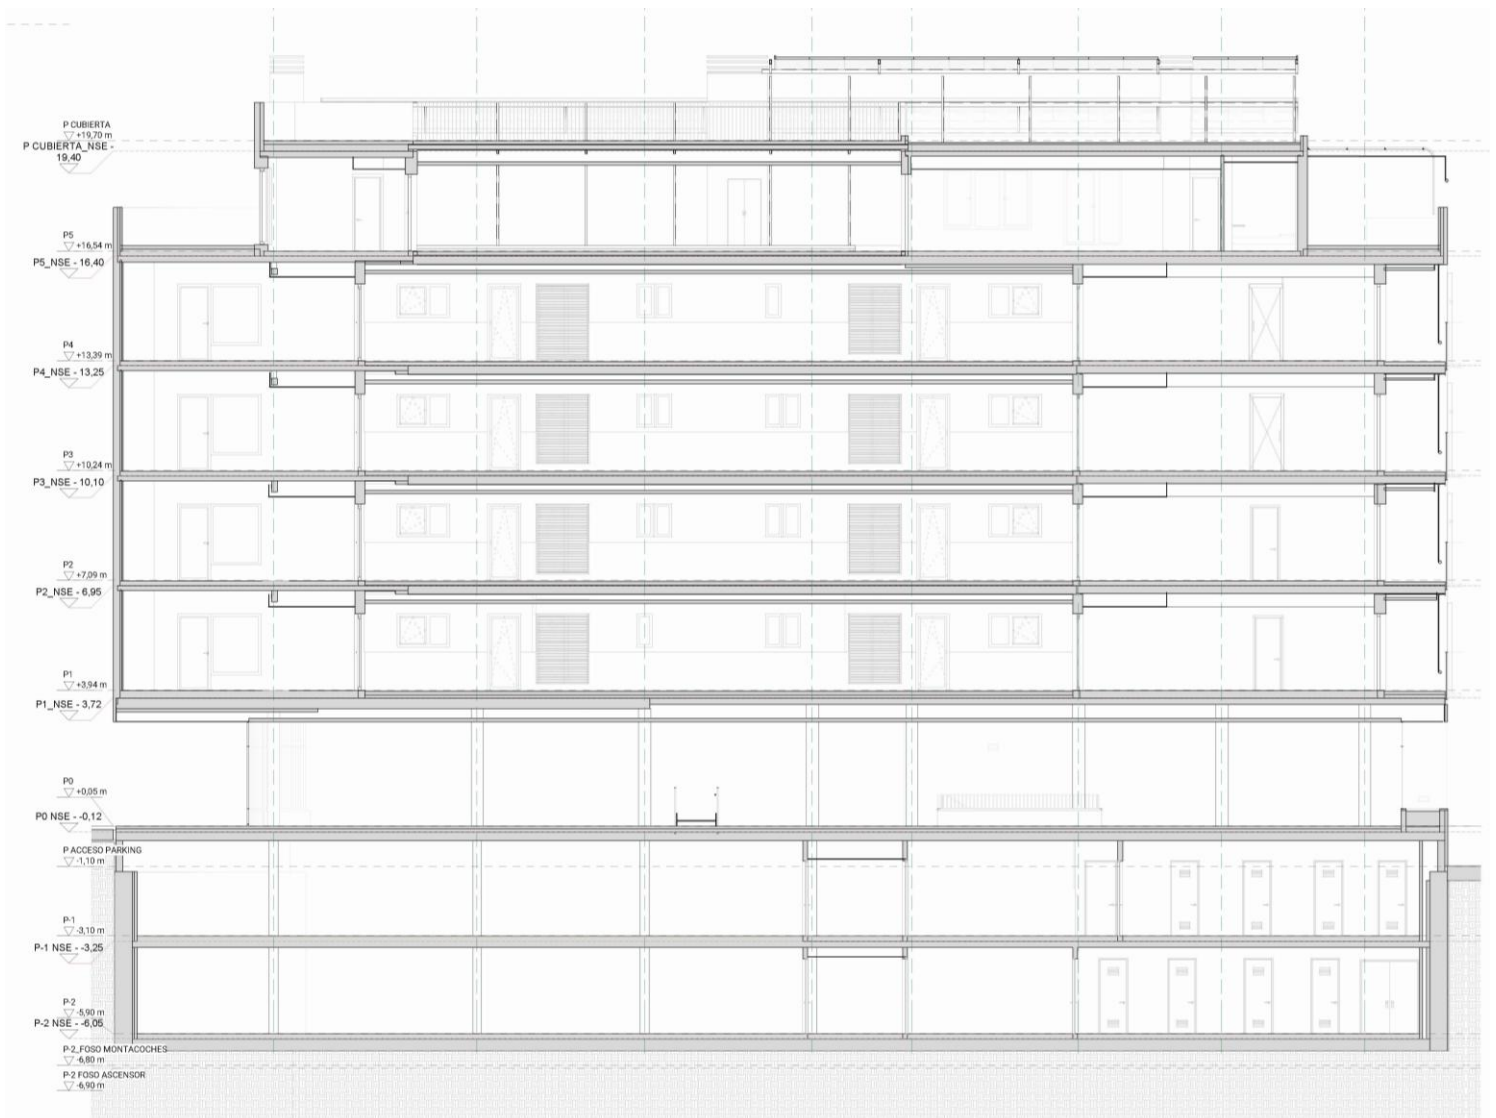 P CUBIERTA
+19,70 m
P CUBIERTA_NSE -
19,40
P5
+16,54 m
P5_NSE - 16,40
P4
+13,39 m
P4_NSE - 13,25
P3
+10,24 m
P3_NSE - 10,10
P2
+7,09 m
P2_NSE - 6,95
P1
+3,94 m
P1_NSE - 3,72
P0
+0,05 m
P0 NSE - -0,12
P ACCESO PARKING
-1,10 m
P-1
-3,10 m
P-1 NSE - -3,25
P-2
-5,90 m
P-2 NSE - -6,05
P-2_FOSO MONTACOCHES
-6,80 m
P-2 FOSO ASCENSOR
-6,90 m